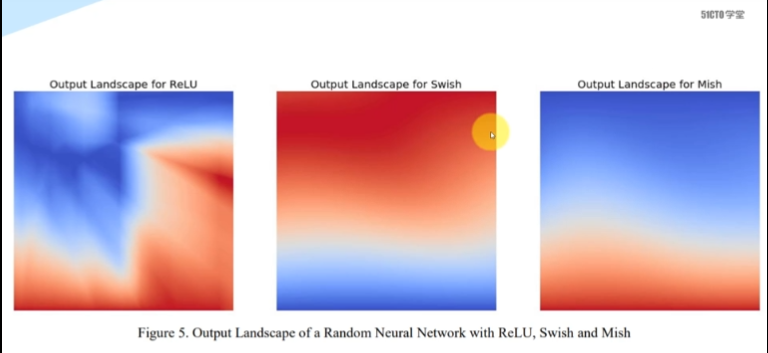 51CTO学堂
Output Landscape for ReLU
Output Landscape for Swish
Output Landscape for Mish
Figure 5. Output Landscape of a Random Neural Network with ReLU, Swish and Mish